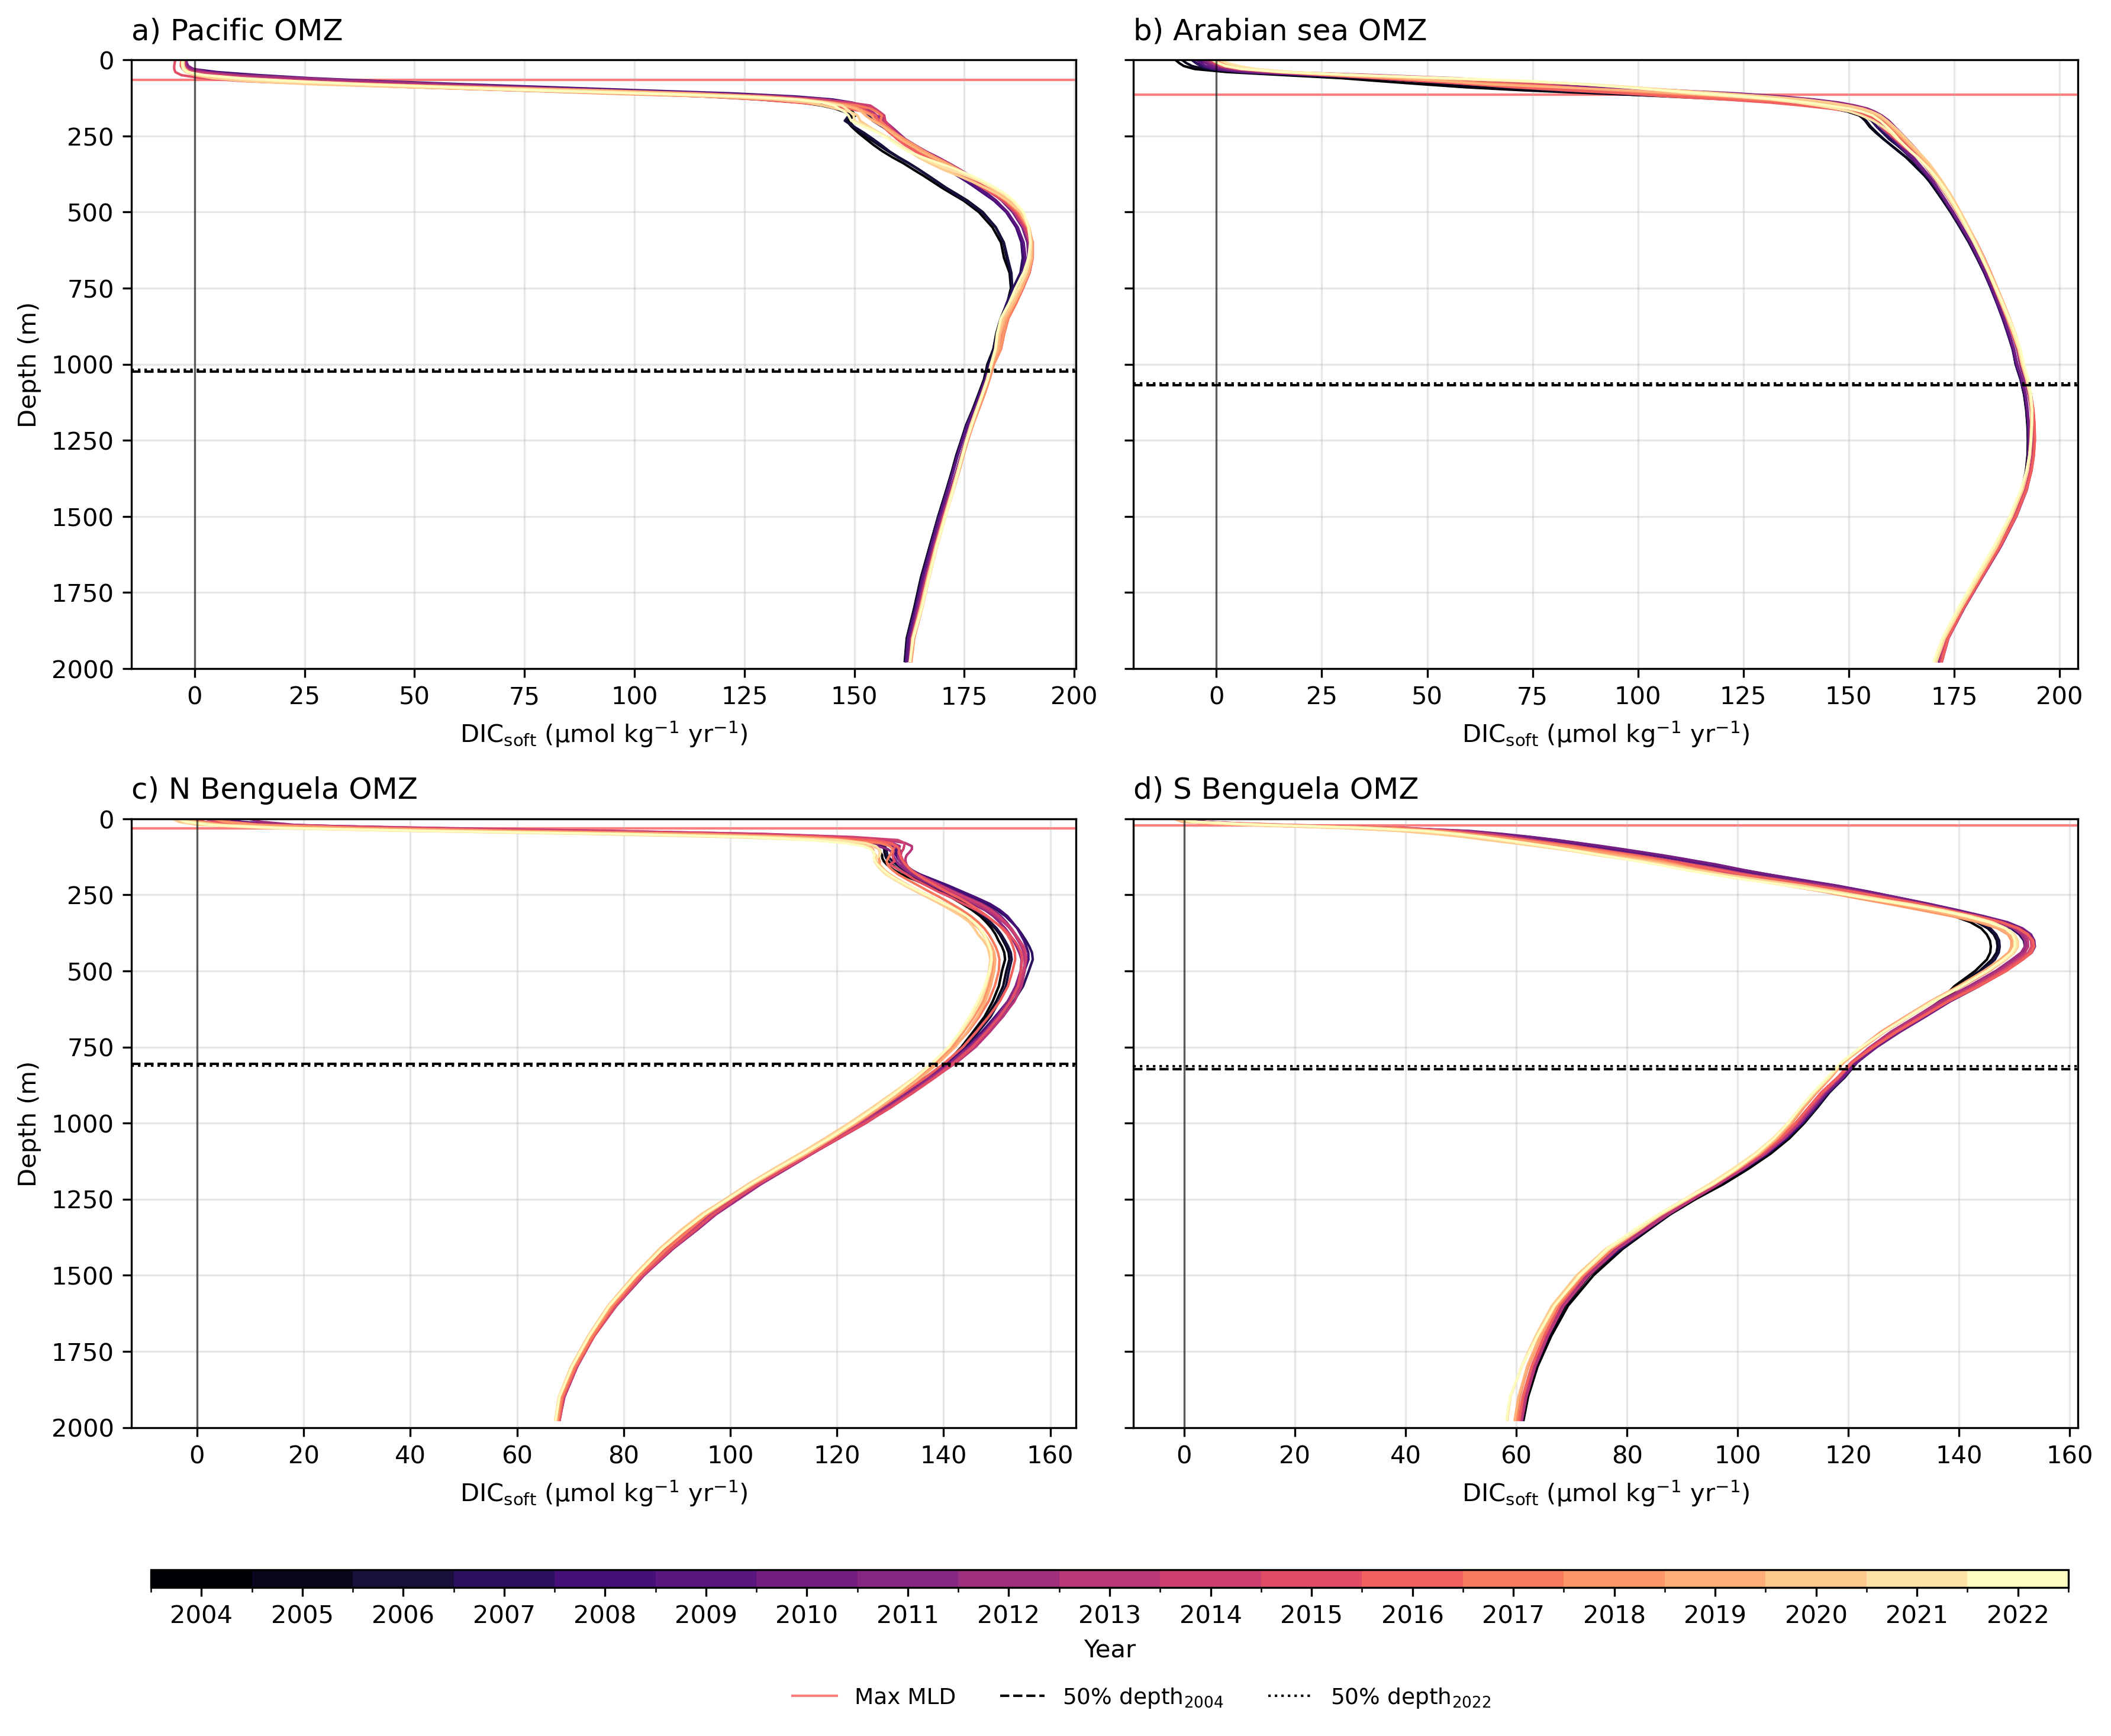 a) Pacific OMZ
b) Arabian sea OMZ
0
250
500
750
1000
1250
1500
1750
2000
Depth (m)
0 25 50 75 100 125 150 175 200
0 25 50 75 100 125 150 175 200
DICsoft (μmol kg⁻¹ yr⁻¹)
DICsoft (μmol kg⁻¹ yr⁻¹)
c) N Benguela OMZ
d) S Benguela OMZ
0
250
500
750
1000
1250
1500
1750
2000
Depth (m)
0 20 40 60 80 100 120 140 160
0 20 40 60 80 100 120 140 160
DICsoft (μmol kg⁻¹ yr⁻¹)
DICsoft (μmol kg⁻¹ yr⁻¹)
2004 2005 2006 2007 2008 2009 2010 2011 2012 2013 2014 2015 2016 2017 2018 2019 2020 2021 2022
Year
Max MLD 50% depth2004 50% depth2022